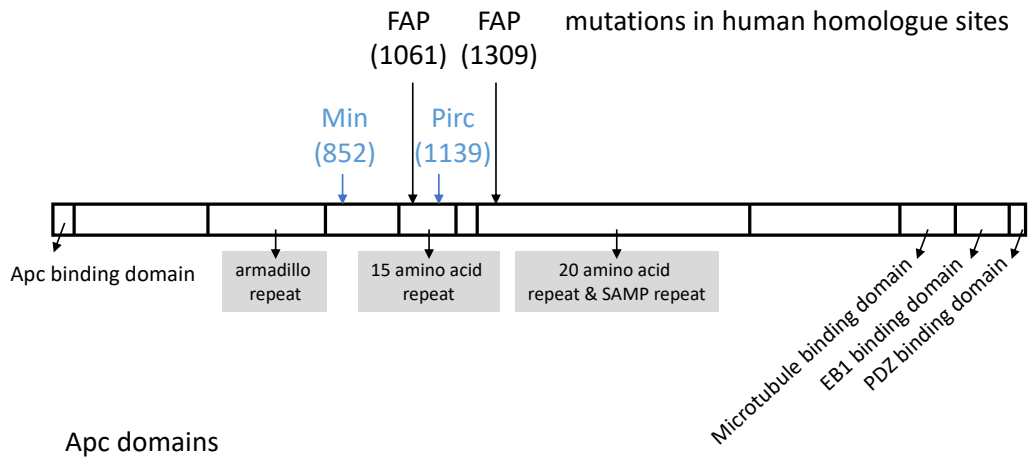 FAP
(1061)
FAP
(1309)
mutations in human homologue sites
Min
(852)
Pirc
(1139)
Apc binding domain
armadillo
repeat
15 amino acid
repeat
20 amino acid
repeat & SAMP repeat
Microtubule binding domain
EB1 binding domain
PDZ binding domain
Apc domains